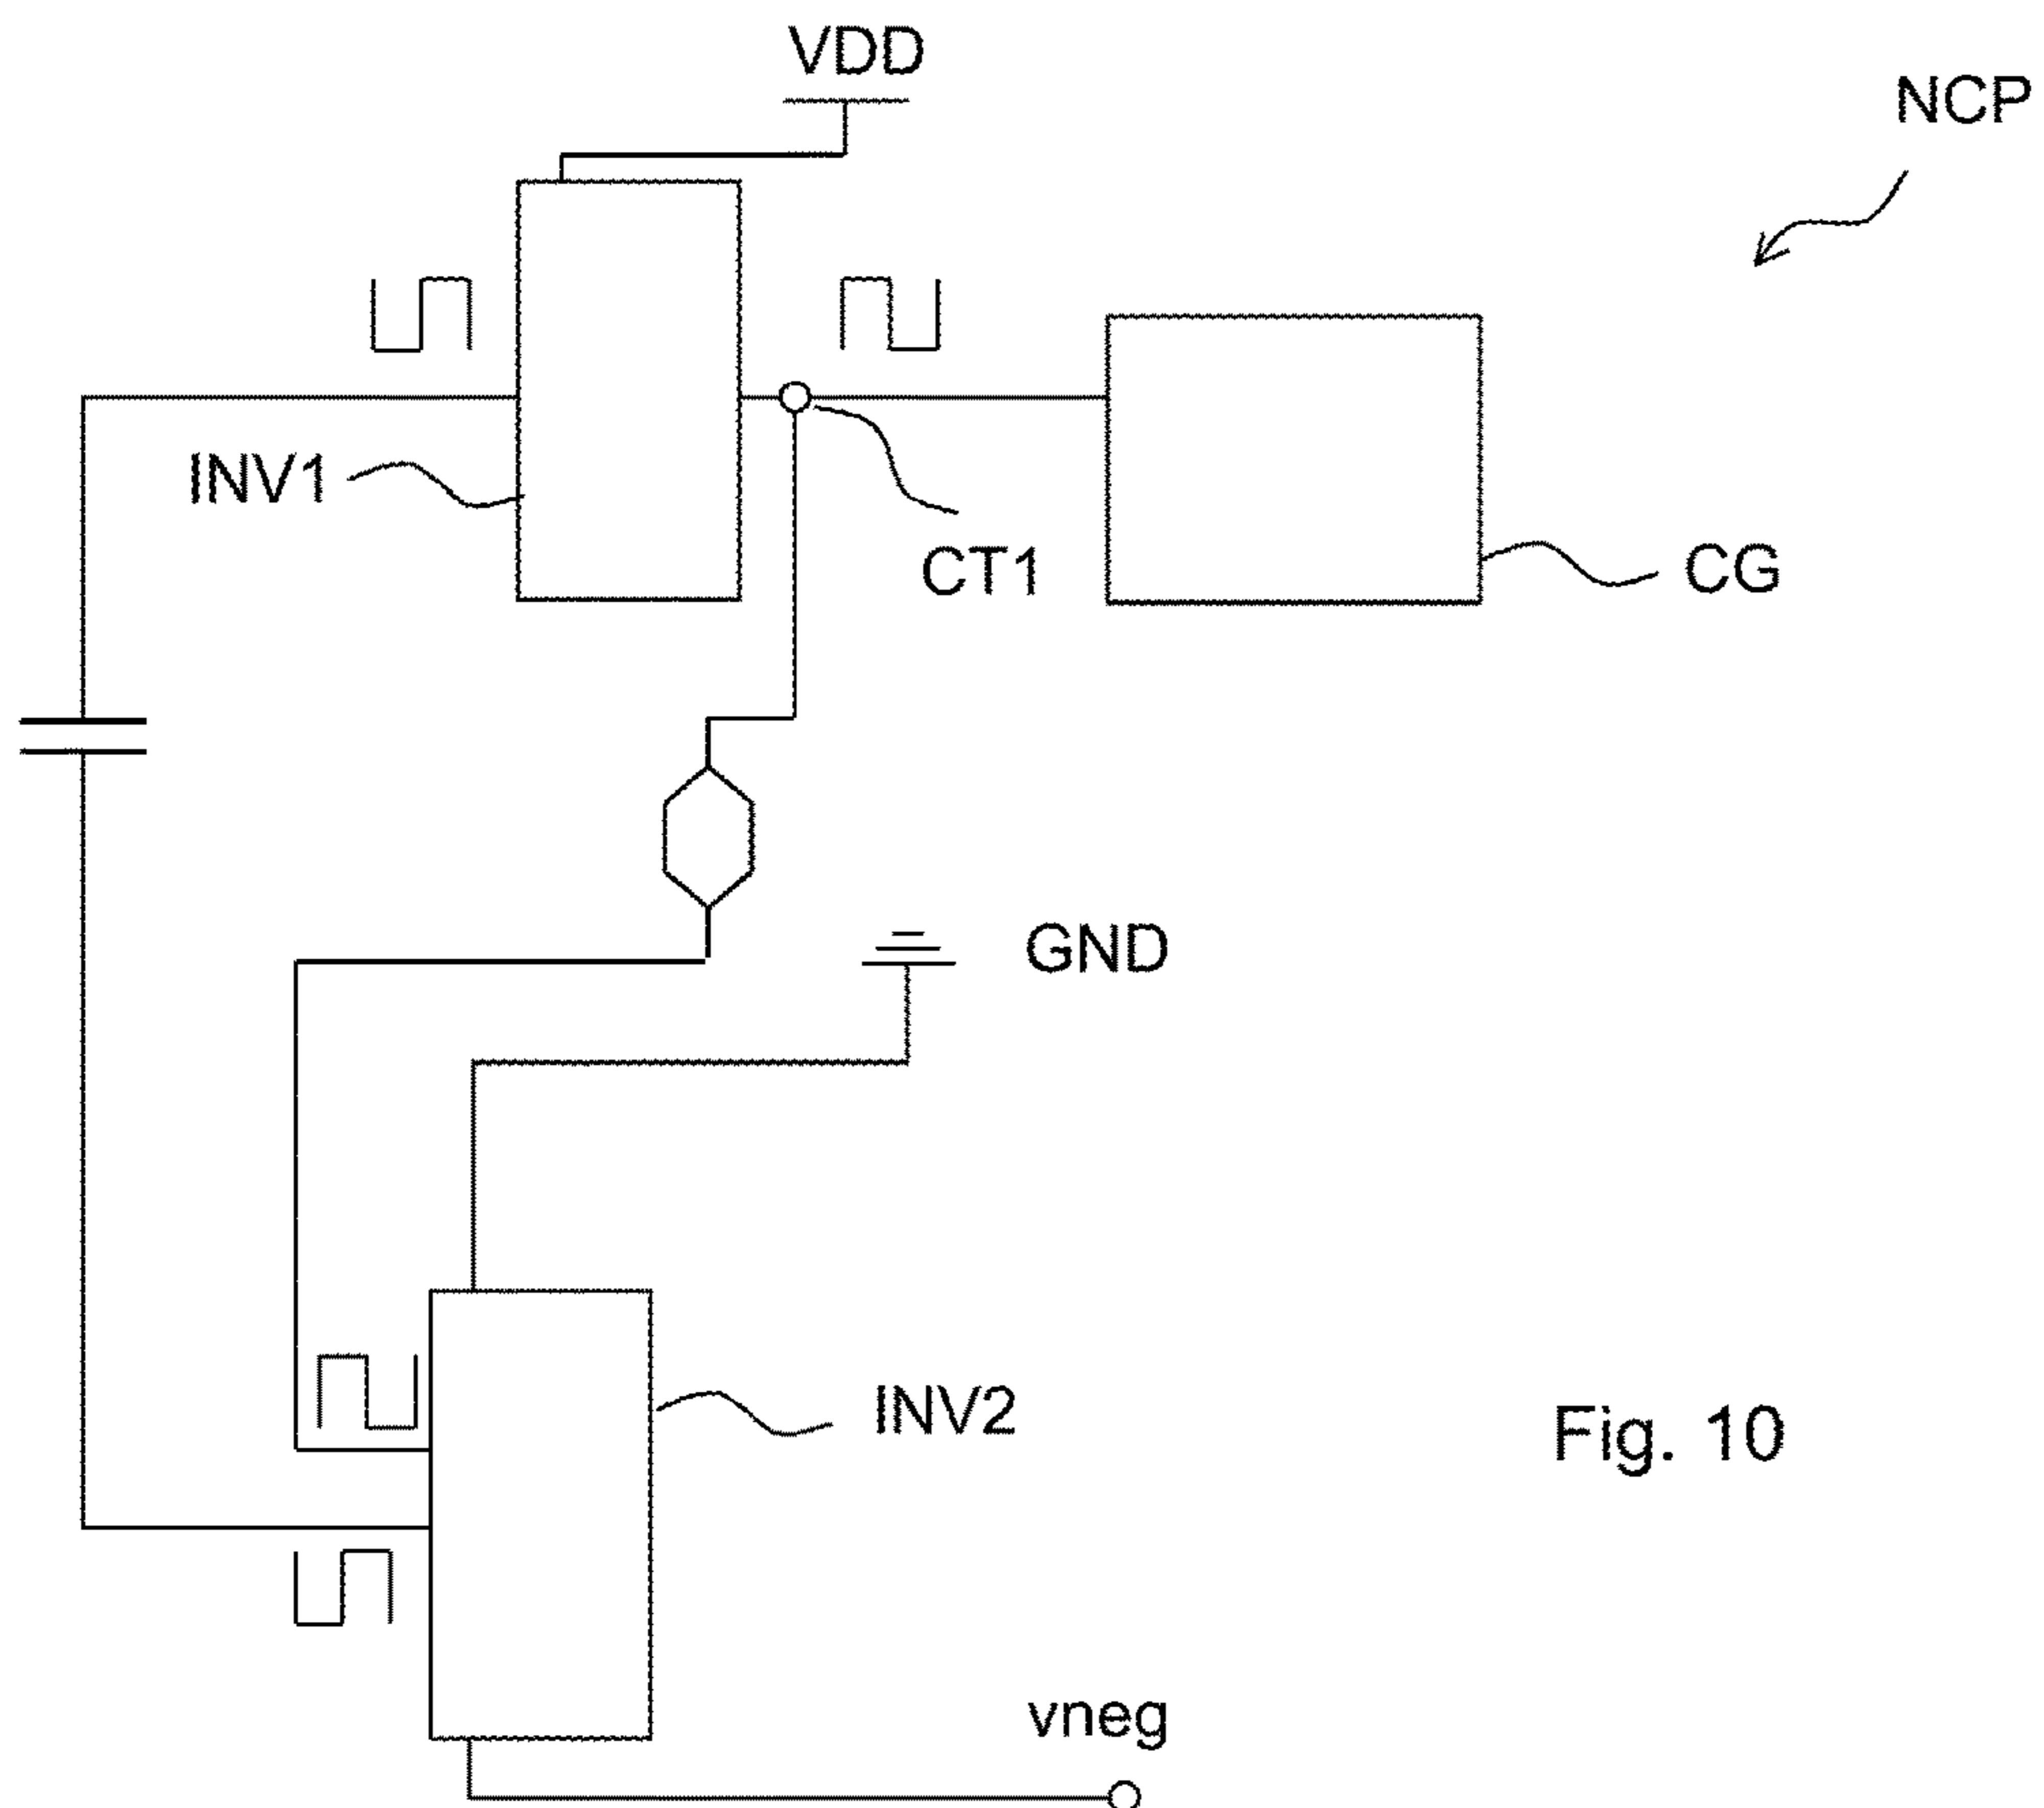 VDD
NCP
INV1
CT1
CG
GND
INV2
Fig. 10
vneg